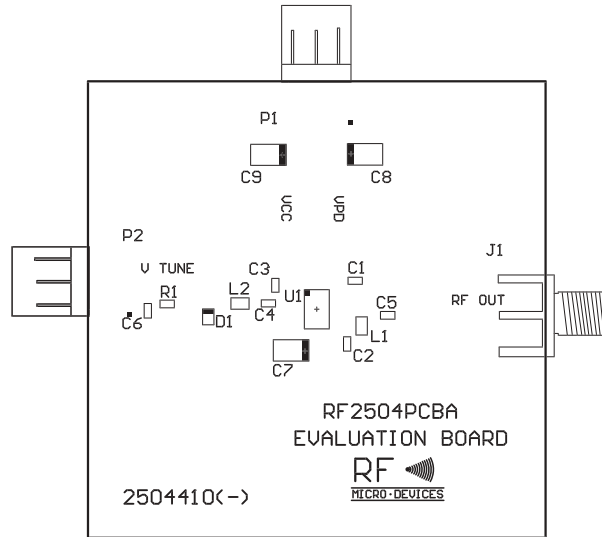 P1
C9
C8
VCC
VPD
P2
J1
V TUNE
C3
C1
R1
L2
U1
RF OUT
C6
D1
C4
C5
L1
C7
C2
RF2504PCBA
EVALUATION BOARD
RF
MICRO·DEVICES
2504410(-)